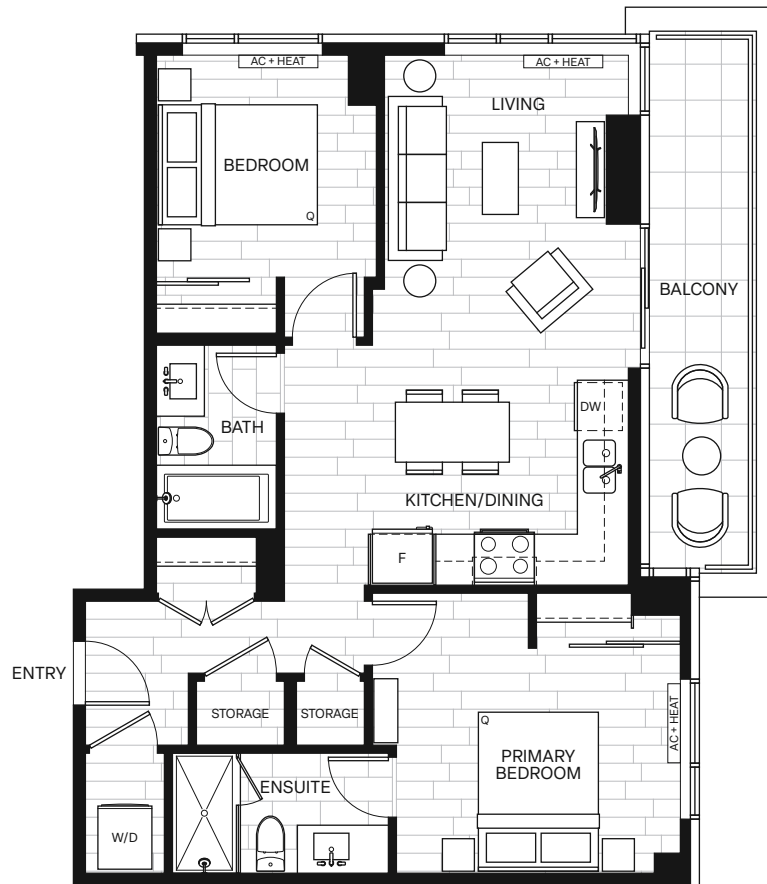 AC + HEAT
AC + HEAT
LIVING
BEDROOM
Q
BALCONY
DW
BATH
KITCHEN/DINING
F
ENTRY
STORAGE
STORAGE
Q
AC + HEAT
PRIMARY
BEDROOM
ENSUITE
W/D